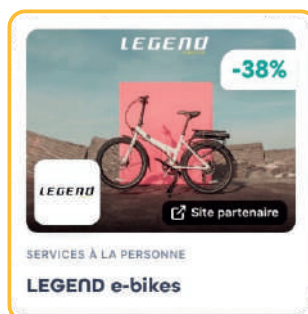 LEGEND
-38%
LEGEND
Site partenaire
SERVICES À LA PERSONNE
LEGEND e-bikes